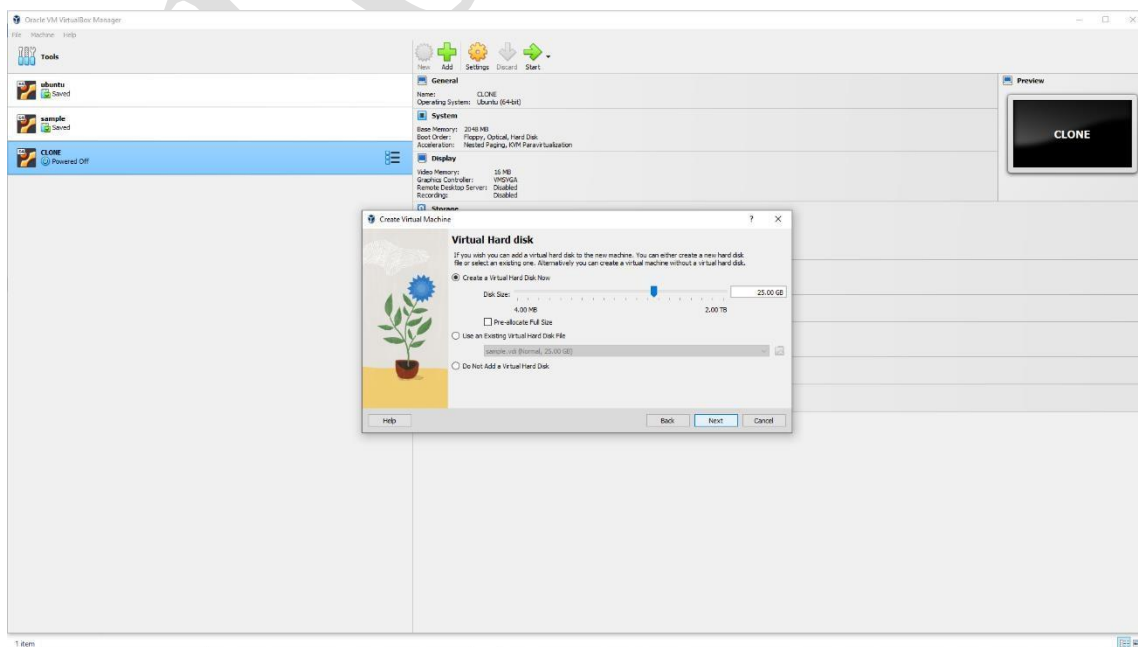 Oracle VM VirtualBox Manager
File Machine Help
Tools
New Add Settings Discard Start
ubuntu
Saved
sample
Saved
CLONE
Powered Off
General
Name: CLONE
Operating System: Ubuntu (64-bit)
System
Base Memory: 2048 MB
Boot Order: Floppy, Optical, Hard Disk
Acceleration: Nested Paging, KVM Paravirtualization
Display
Video Memory: 16 MB
Graphics Controller: VMSVGA
Remote Desktop Server: Disabled
Recording: Disabled
Storage
Preview
CLONE
Create Virtual Machine
Virtual Hard disk
If you wish you can add a virtual hard disk to the new machine. You can either create a new hard disk
file or select an existing one. Alternatively you can create a virtual machine without a virtual hard disk.
Create a Virtual Hard Disk Now
Disk Size: 25.00 GB
4.00 MB 2.00 TB
Pre-allocate Full Size
Use an Existing Virtual Hard Disk File
sample.vdi (Normal, 25.00 GB)
Do Not Add a Virtual Hard Disk
Help Back Next Cancel
1 item